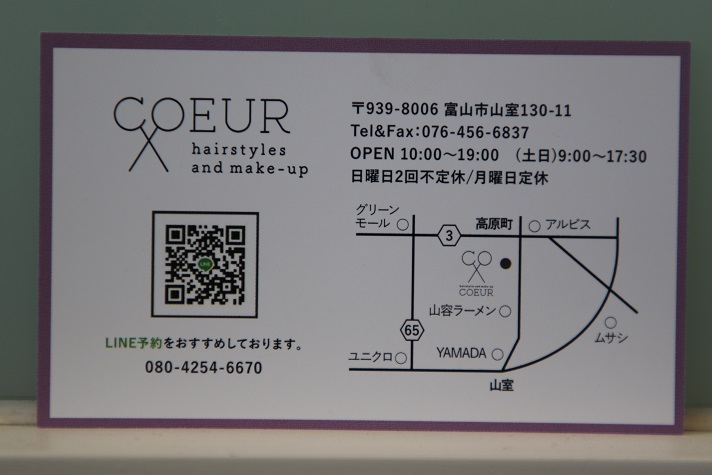 COEUR
hairstyles
and make-up
〒939-8006 富山市山室130-11
Tel&Fax:076-456-6837
OPEN 10:00〜19:00 (土日)9:00〜17:30
日曜日2回不定休/月曜日定休
LINE
LINE予約をおすすめしております。
080-4254-6670
グリーン
モール
3
高原町
アルビス
CO
COEUR
山容ラーメン
65
ムサシ
ユニクロ
YAMADA
山室